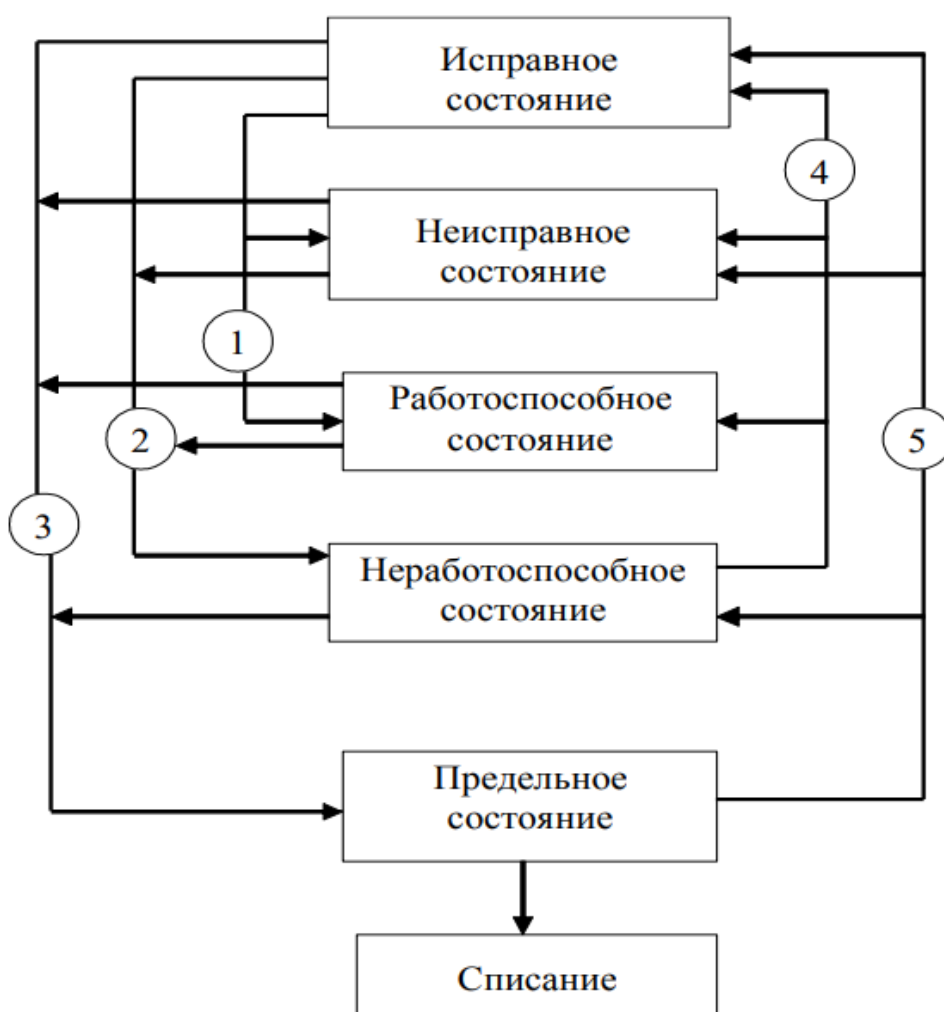 Исправное
состояние
4
Неисправное
состояние
1
Работоспособное
состояние
2
5
3
Неработоспособное
состояние
Предельное
состояние
Списание